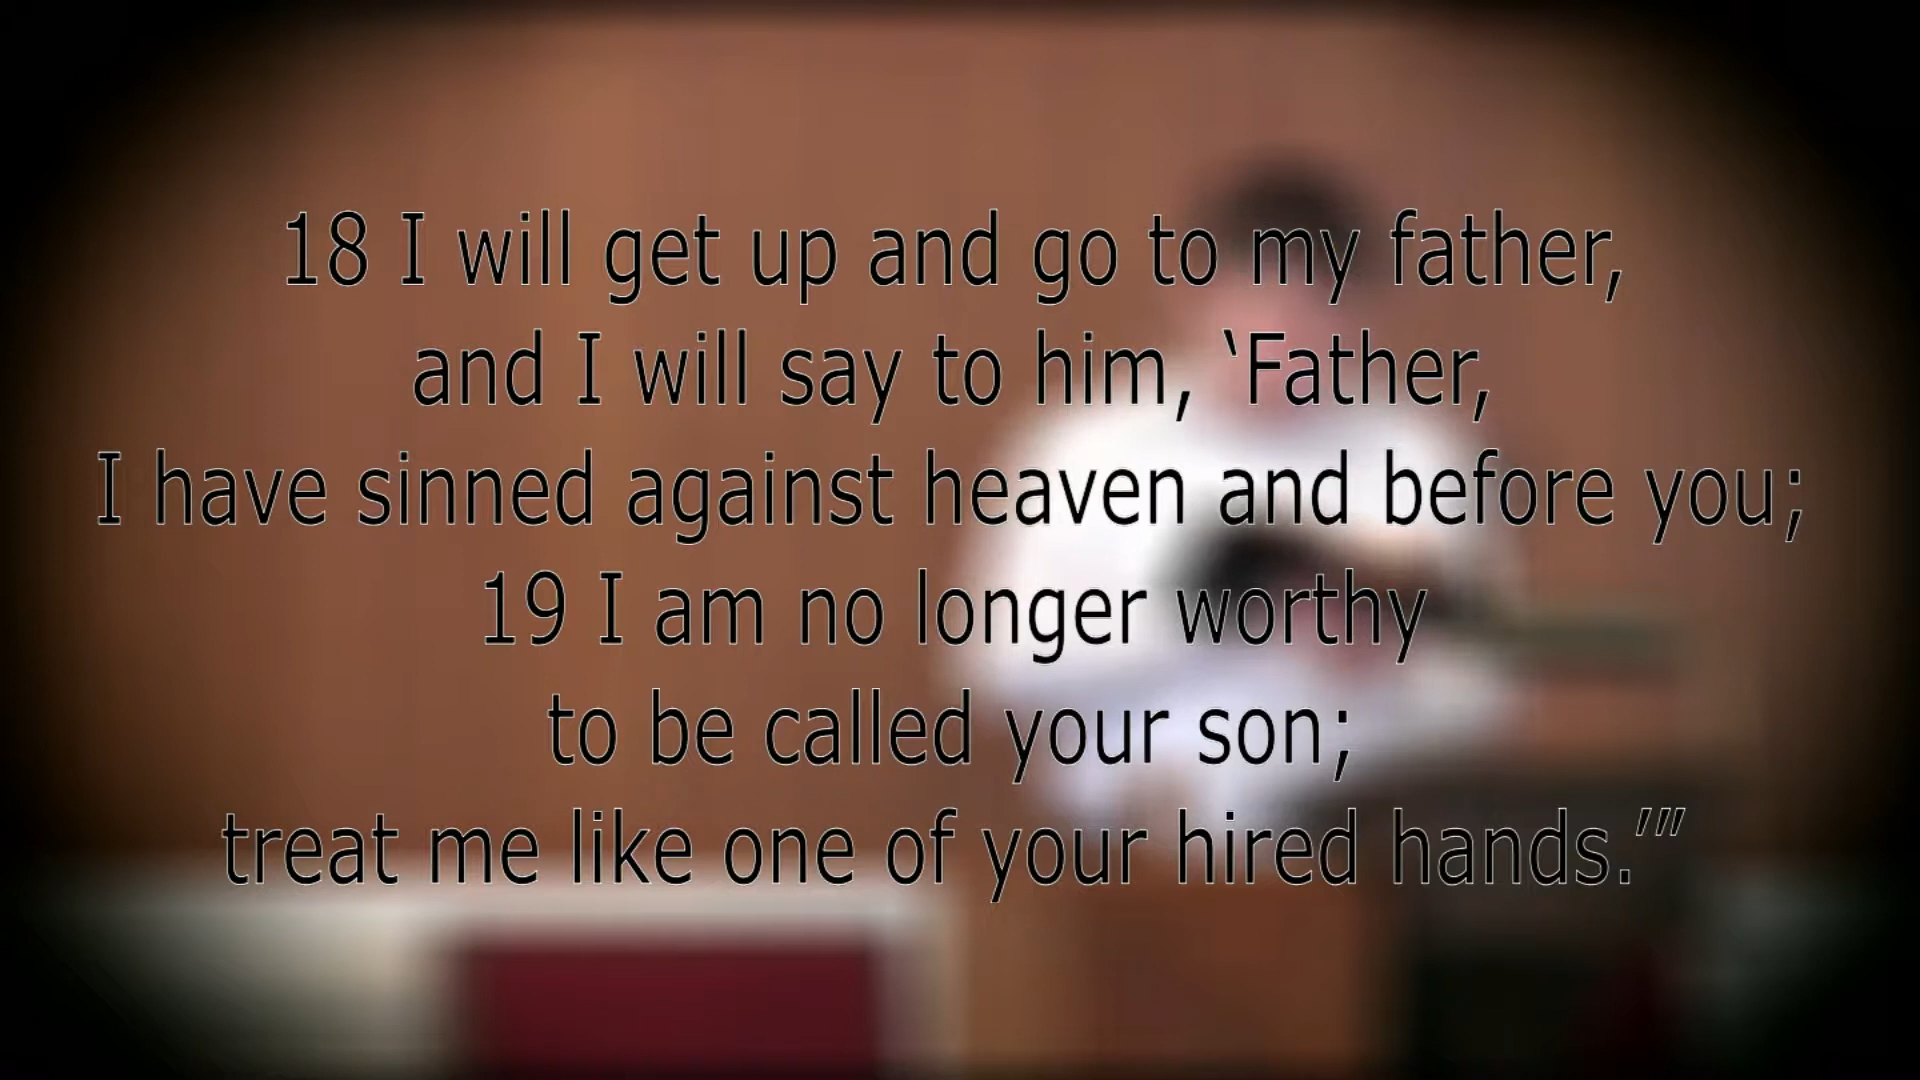 18 I will get up and go to my father,
and I will say to him, ‘Father,
I have sinned against heaven and before you;
19 I am no longer worthy
to be called your son;
treat me like one of your hired hands.’”